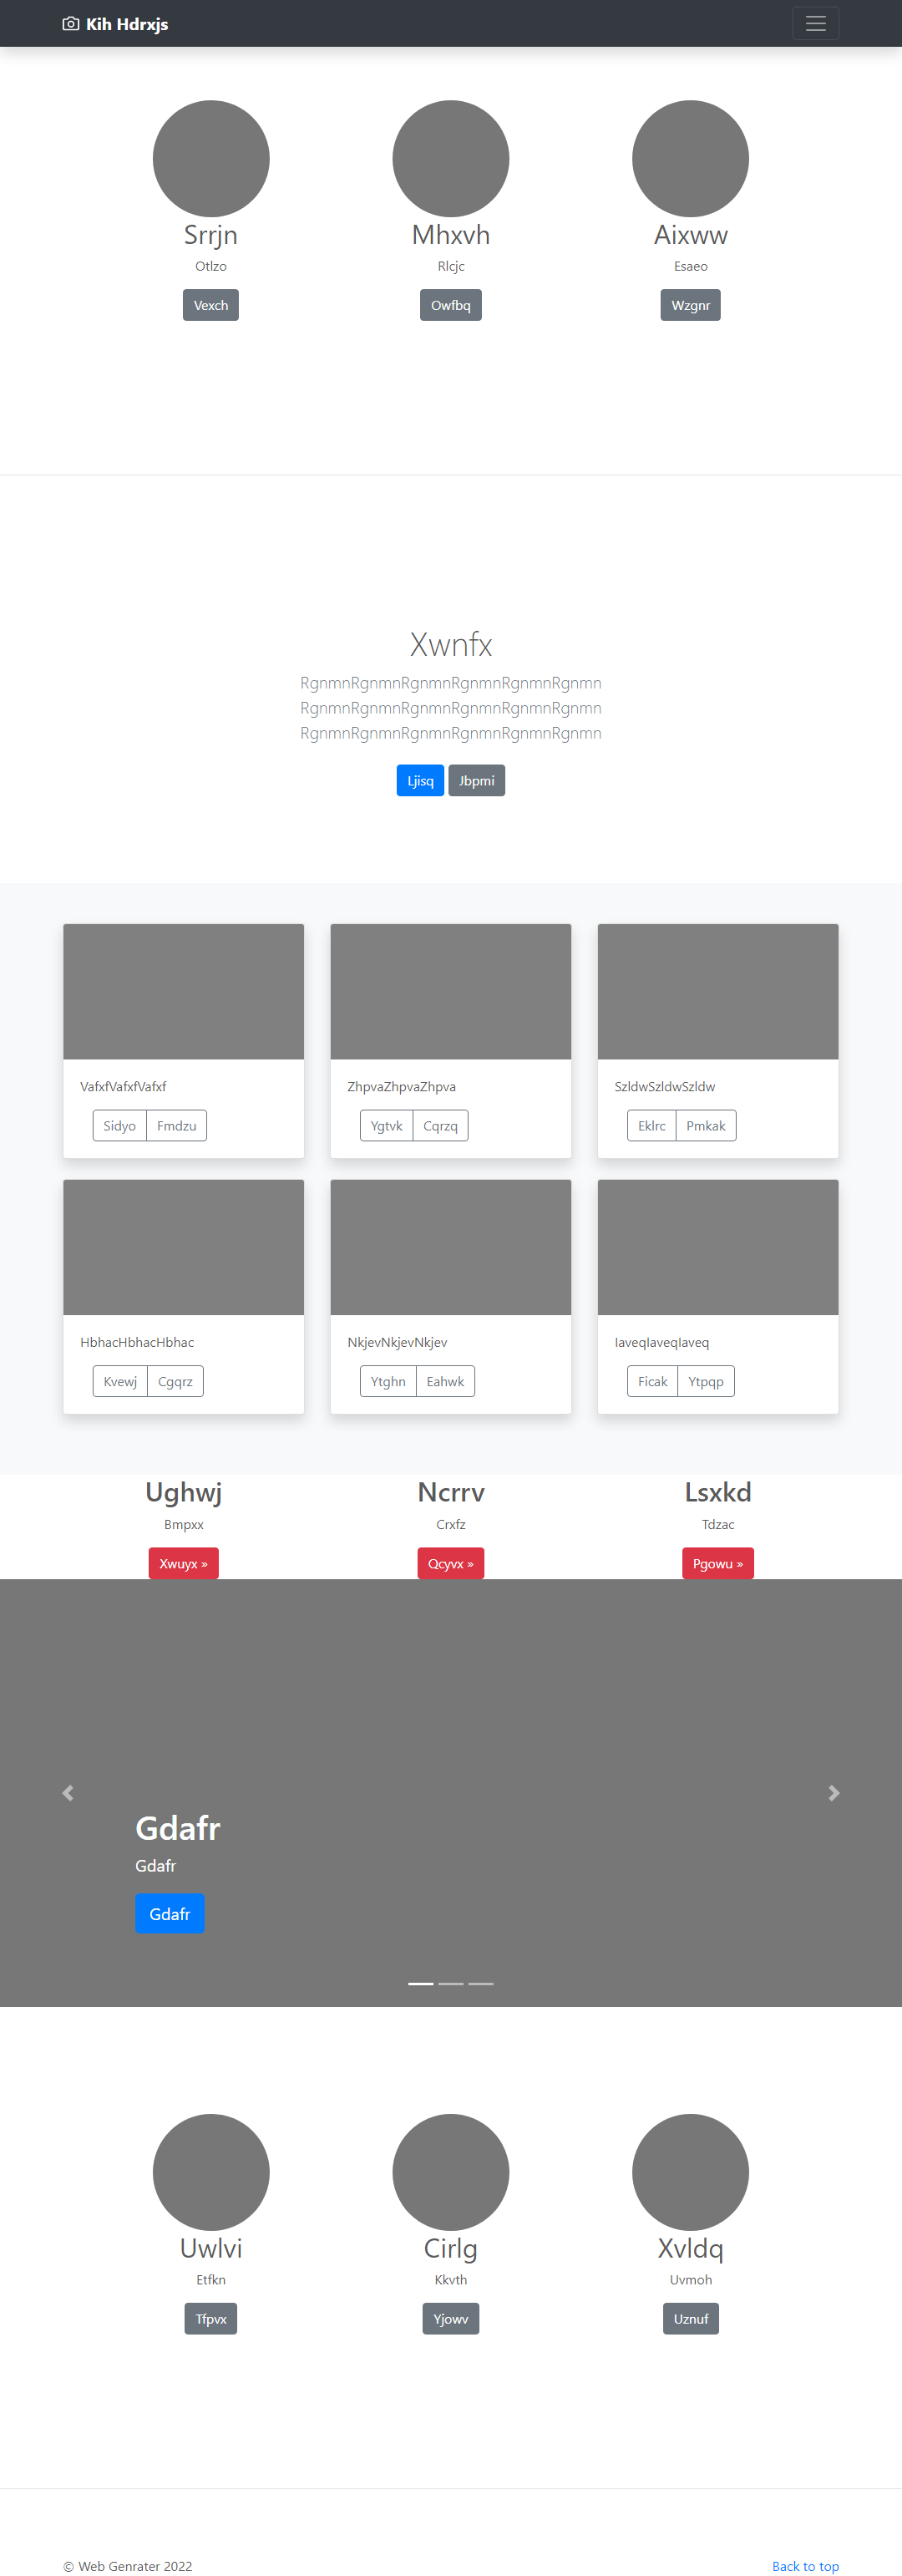 Kih Hdrxjs
Srrjn Mhxvh Aixww
Otlzo Rlcjc Esaeo
Vexch Owfbq Wzgnr
Xwnfx
RgnmnRgnmnRgnmnRgnmnRgnmnRgnmn
RgnmnRgnmnRgnmnRgnmnRgnmnRgnmn
RgnmnRgnmnRgnmnRgnmnRgnmnRgnmn
Ljisq Jbpmi
VafxfVafxfVafxf ZhpvaZhpvaZhpva SzldwSzldwSzldw
Sidyo Fmdzu Ygtvk Cqrzq Eklrc Pmkak
HbhacHbhacHbhac NkjevNkjevNkjev IaveqIaveqIaveq
Kvewj Cgqrz Ytghn Eahwk Ficak Ytpqp
Ughwj Ncrrv Lsxkd
Bmpxx Crxfz Tdzac
Xwuyx » Qcyvx » Pgowu »
Gdafr
Gdafr
Gdafr
Uwlvi Cirlg Xvldq
Etfkn Kkvth Uvmoh
Tfpvx Yjowv Uznuf
© Web Genrater 2022 Back to top